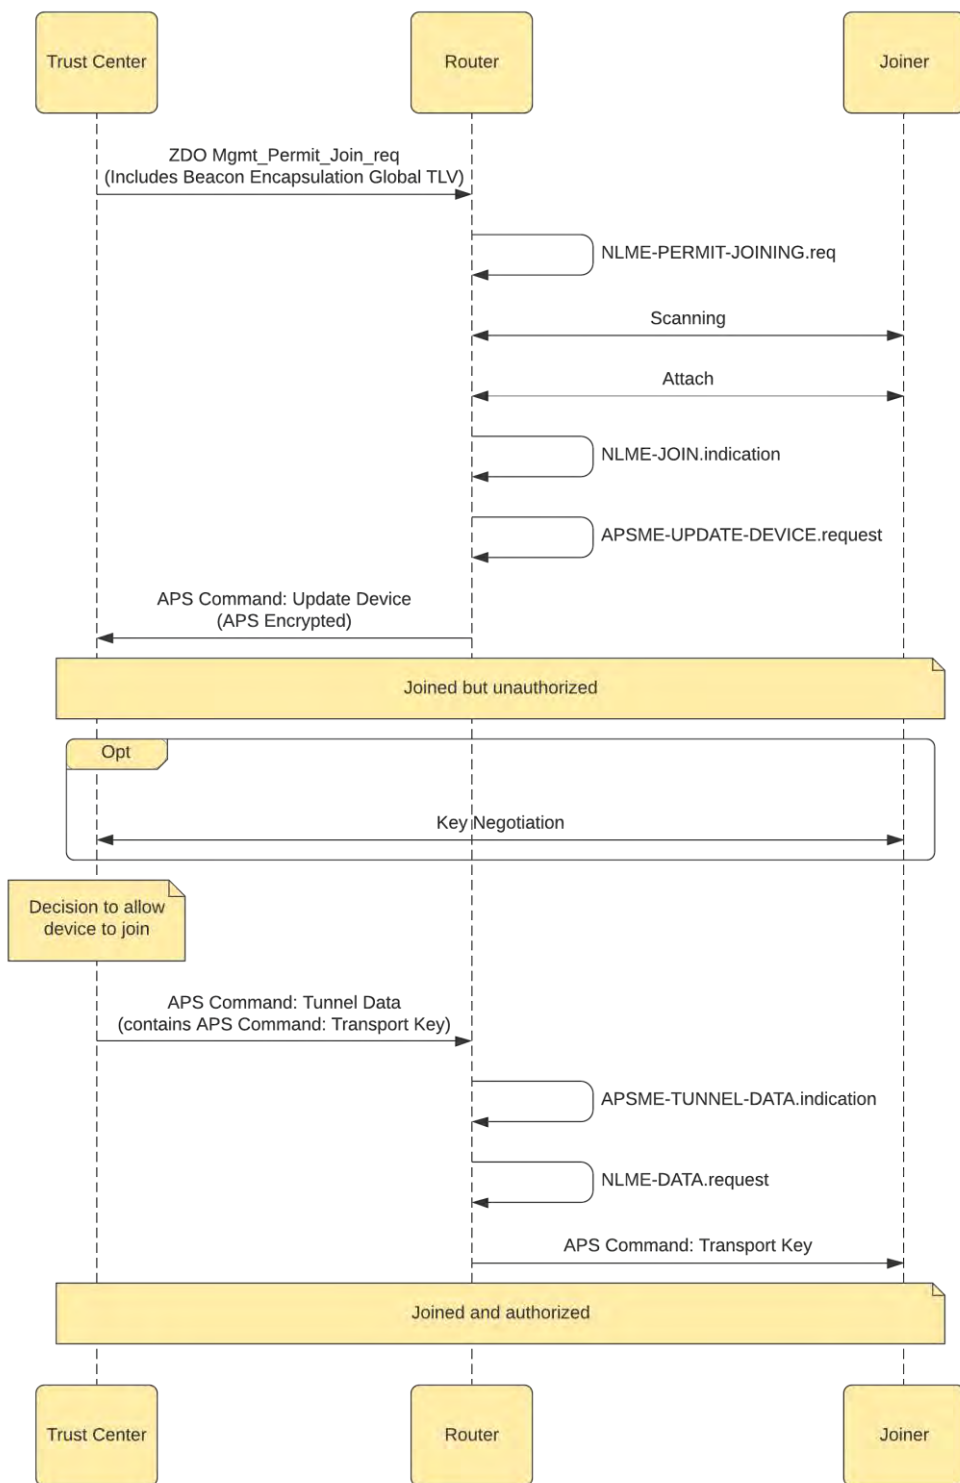 Trust Center
Router
Joiner
ZDO Mgmt_Permit_Join_req
(Includes Beacon Encapsulation Global TLV)
NLME-PERMIT-JOINING.req
Scanning
Attach
NLME-JOIN.indication
APSME-UPDATE-DEVICE.request
APS Command: Update Device
(APS Encrypted)
Joined but unauthorized
Opt
Key Negotiation
Decision to allow
device to join
APS Command: Tunnel Data
(contains APS Command: Transport Key)
APSME-TUNNEL-DATA.indication
NLME-DATA.request
APS Command: Transport Key
Joined and authorized
Trust Center
Router
Joiner